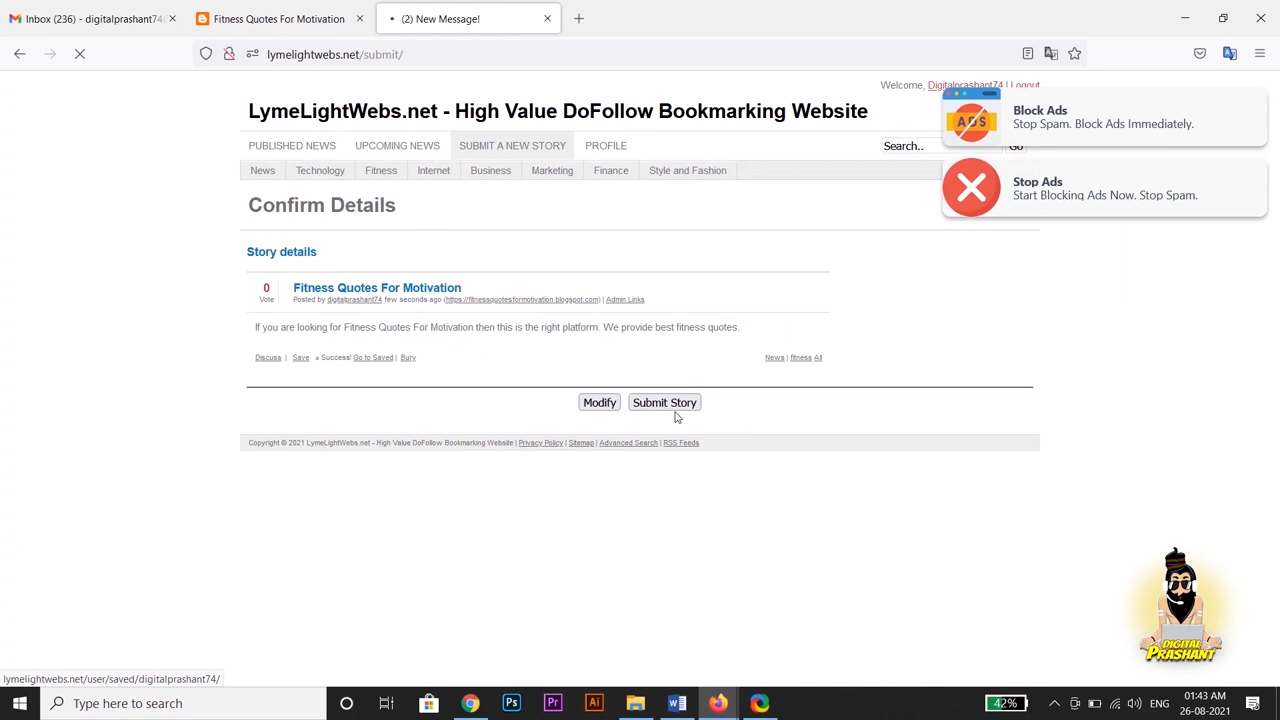 Inbox (236) - digitalprashant74
Fitness Quotes For Motivation
(2) New Message!
lymelightwebs.net/submit/
Welcome, Digitalprashant74 | Logout
LymeLightWebs.net - High Value DoFollow Bookmarking Website
PUBLISHED NEWS UPCOMING NEWS SUBMIT A NEW STORY PROFILE
Search.. Go
News Technology Fitness Internet Business Marketing Finance Style and Fashion
ADS
Block Ads
Stop Spam. Block Ads Immediately.
Stop Ads
Start Blocking Ads Now. Stop Spam.
Confirm Details
Story details
0
Vote
Fitness Quotes For Motivation
Posted by digitalprashant74 few seconds ago (https://fitnessquotesformotivation.blogspot.com) | Admin Links
If you are looking for Fitness Quotes For Motivation then this is the right platform. We provide best fitness quotes.
Discuss | Save » Success! Go to Saved | Bury
News | fitness All
Modify Submit Story
Copyright © 2021 LymeLightWebs.net - High Value DoFollow Bookmarking Website | Privacy Policy | Sitemap | Advanced Search | RSS Feeds
DIGITAL
PRASHANT
lymelightwebs.net/user/saved/digitalprashant74/
Type here to search
Ps Pr Ai W
42%
ENG
01:43 AM
26-08-2021